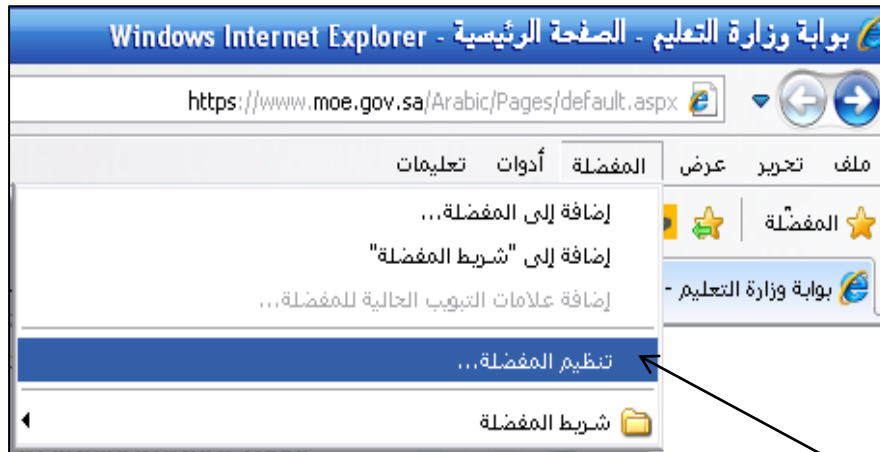 بوابة وزارة التعليم - الصفحة الرئيسية - Windows Internet Explorer
https://www.moe.gov.sa/Arabic/Pages/default.aspx
ملف تحرير عرض المفضلة أدوات تعليمات
المفضّلة
بوابة وزارة التعليم -
إضافة إلى المفضلة...
إضافة إلى "شريط المفضلة"
إضافة علامات التبويب الحالية للمفضلة...
تنظيم المفضلة...
شريط المفضلة